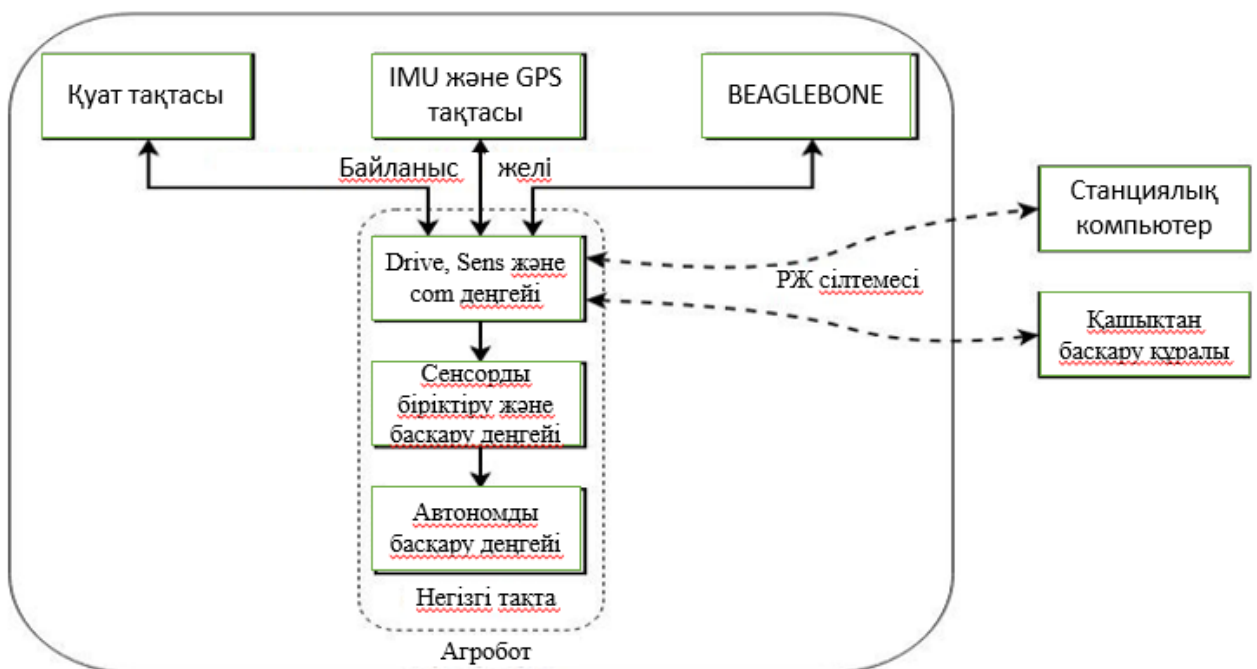 Қуат тақтасы
IMU және GPS
тақтасы
BEAGLEBONE
Байланыс желі
Станциялық
компьютер
Drive, Sens және
com деңгейі
РЖ сілтемесі
Қашықтан
басқару құралы
Сенсорды
біріктіру және
басқару деңгейі
Автономды
басқару деңгейі
Негізгі тақта
Агробот